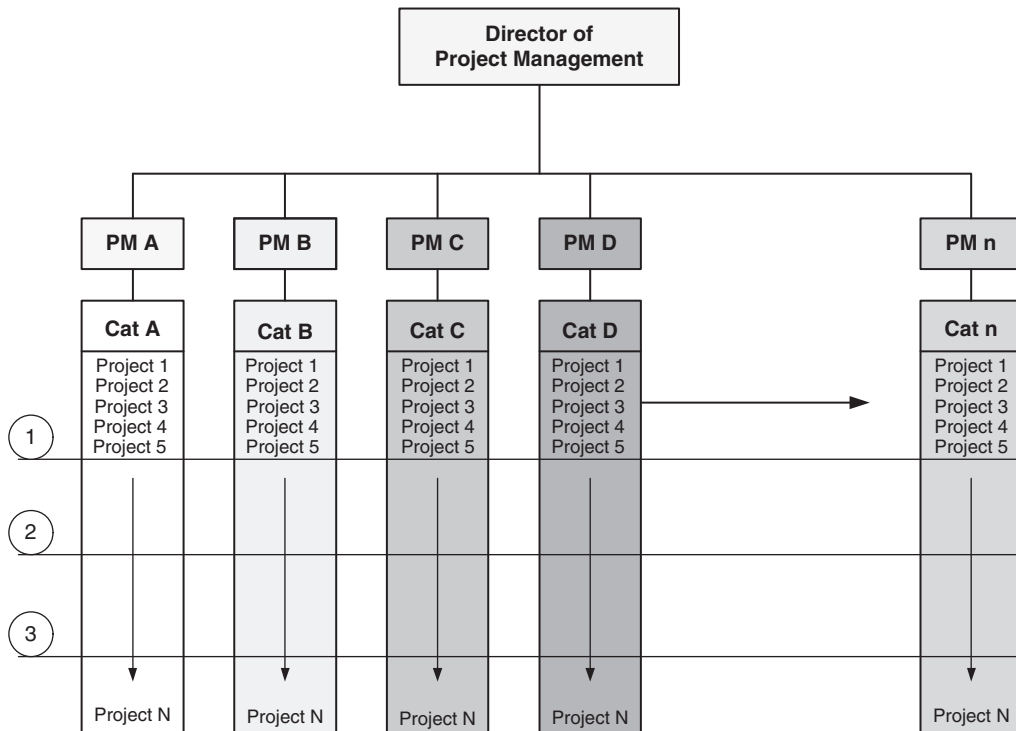 Director of
Project Management
PM A
PM B
PM C
PM D
PM n
Cat A
Cat B
Cat C
Cat D
Cat n
Project 1
Project 2
Project 3
Project 4
Project 5
Project 1
Project 2
Project 3
Project 4
Project 5
Project 1
Project 2
Project 3
Project 4
Project 5
Project 1
Project 2
Project 3
Project 4
Project 5
Project 1
Project 2
Project 3
Project 4
Project 5
1
2
3
Project N
Project N
Project N
Project N
Project N